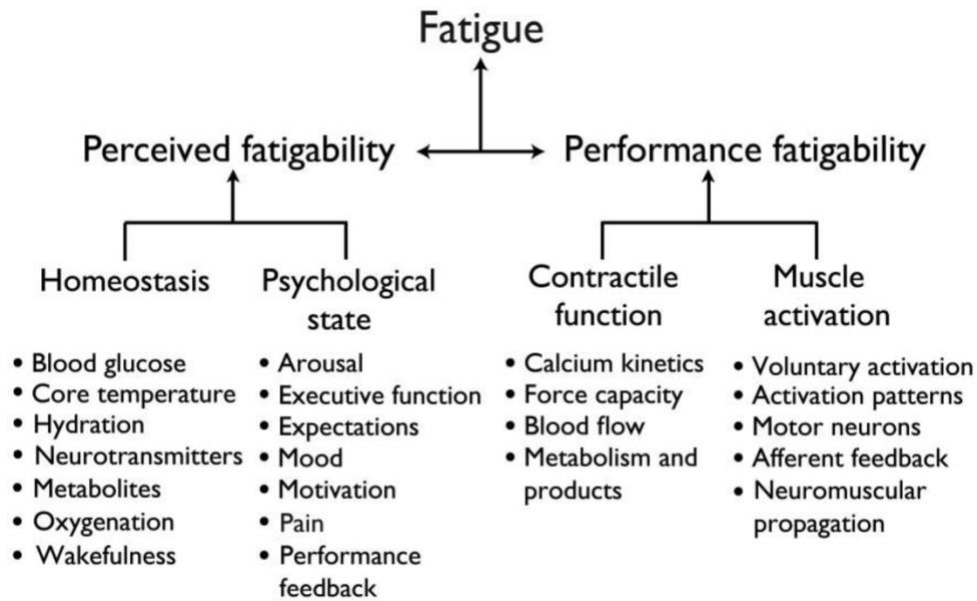 Fatigue
Perceived fatigability
Performance fatigability
Homeostasis
• Blood glucose
• Core temperature
• Hydration
• Neurotransmitters
• Metabolites
• Oxygenation
• Wakefulness
Psychological
state
• Arousal
• Executive function
• Expectations
• Mood
• Motivation
• Pain
• Performance
feedback
Contractile
function
• Calcium kinetics
• Force capacity
• Blood flow
• Metabolism and
products
Muscle
activation
• Voluntary activation
• Activation patterns
• Motor neurons
• Afferent feedback
• Neuromuscular
propagation